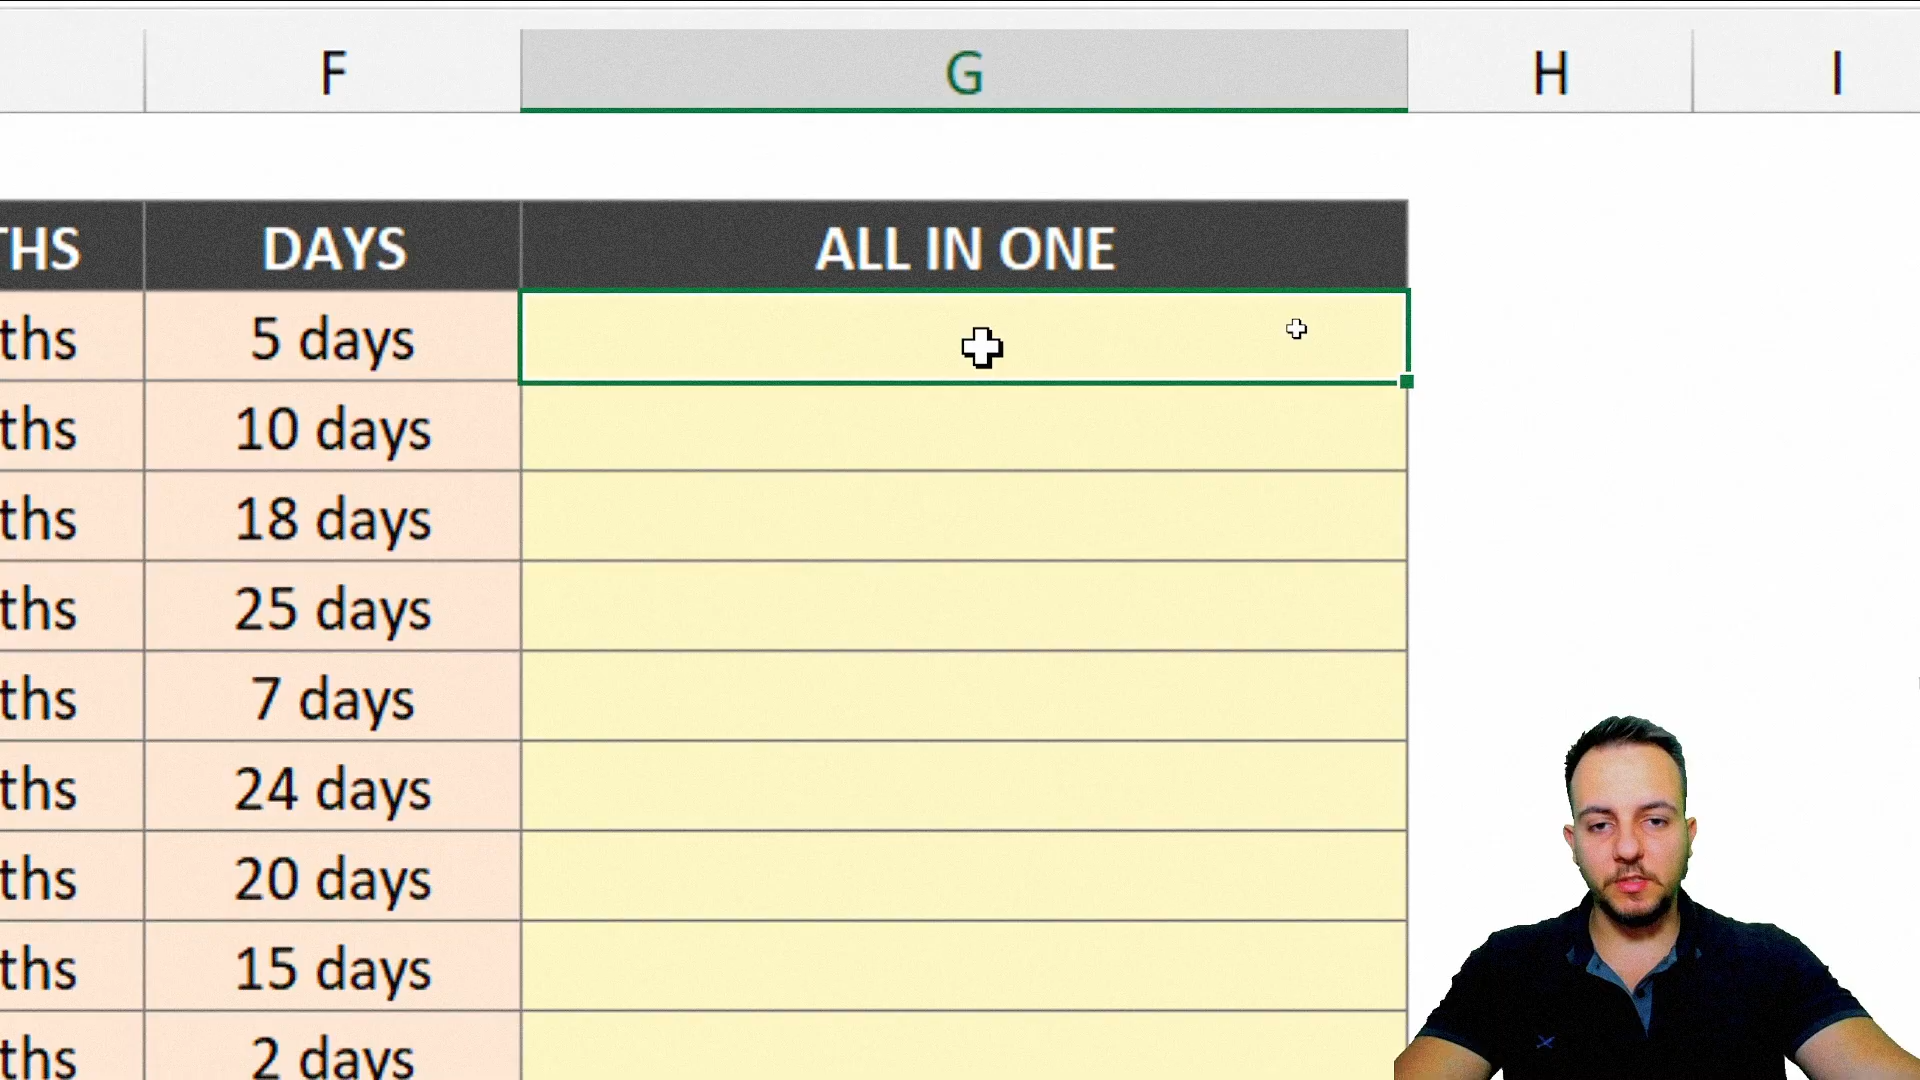 F G H I
THS DAYS ALL IN ONE
ths 5 days
ths 10 days
ths 18 days
ths 25 days
ths 7 days
ths 24 days
ths 20 days
ths 15 days
ths 2 days